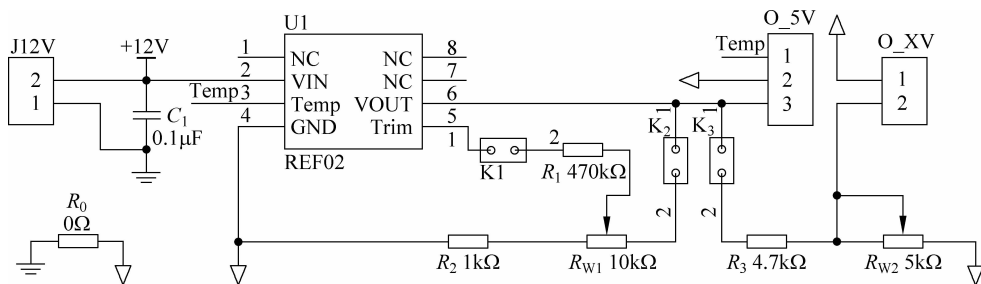 U1
O_5V
J12V
+12V
O_XV
1
NC
NC
8
Temp
1
2
2
VIN
NC
7
2
1
1
Temp
3
Temp
VOUT
6
1
1
3
2
C1
0.1μF
4
GND
Trim
5
K2
K3
REF02
1
2
K1
R1 470kΩ
R0
0Ω
2
2
R2 1kΩ
RW1 10kΩ
R3 4.7kΩ
RW2 5kΩ